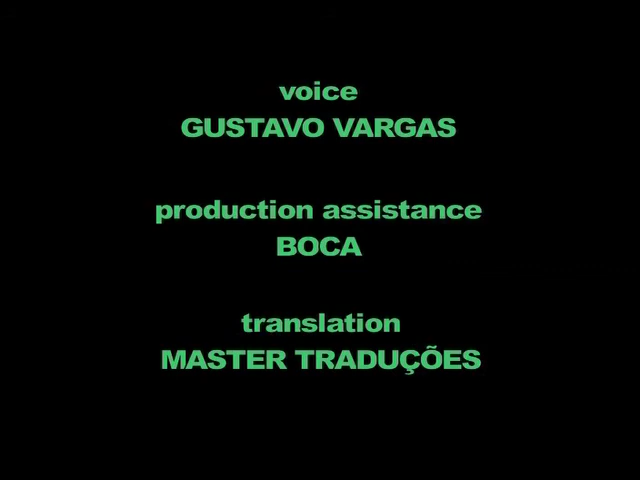 voice
GUSTAVO VARGAS
production assistance
BOCA
translation
MASTER TRADUÇÕES